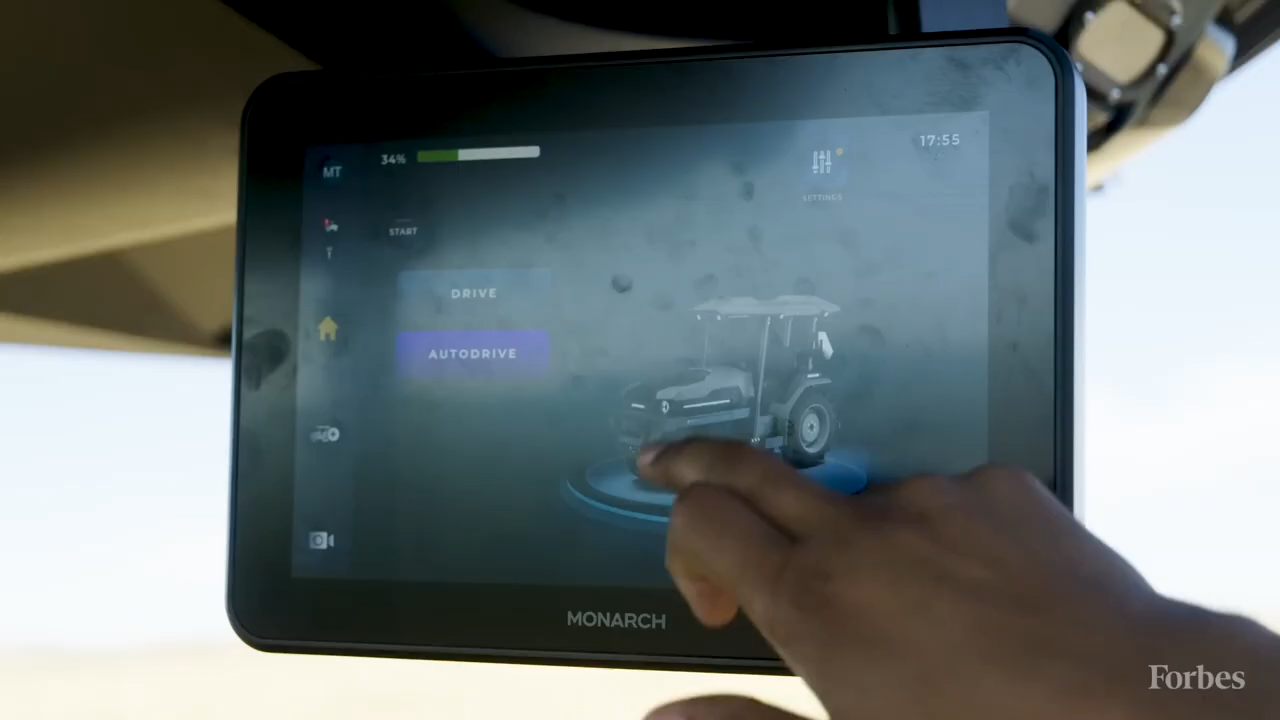 MT
34%
17:55
SETTINGS
START
DRIVE
AUTODRIVE
MONARCH
Forbes